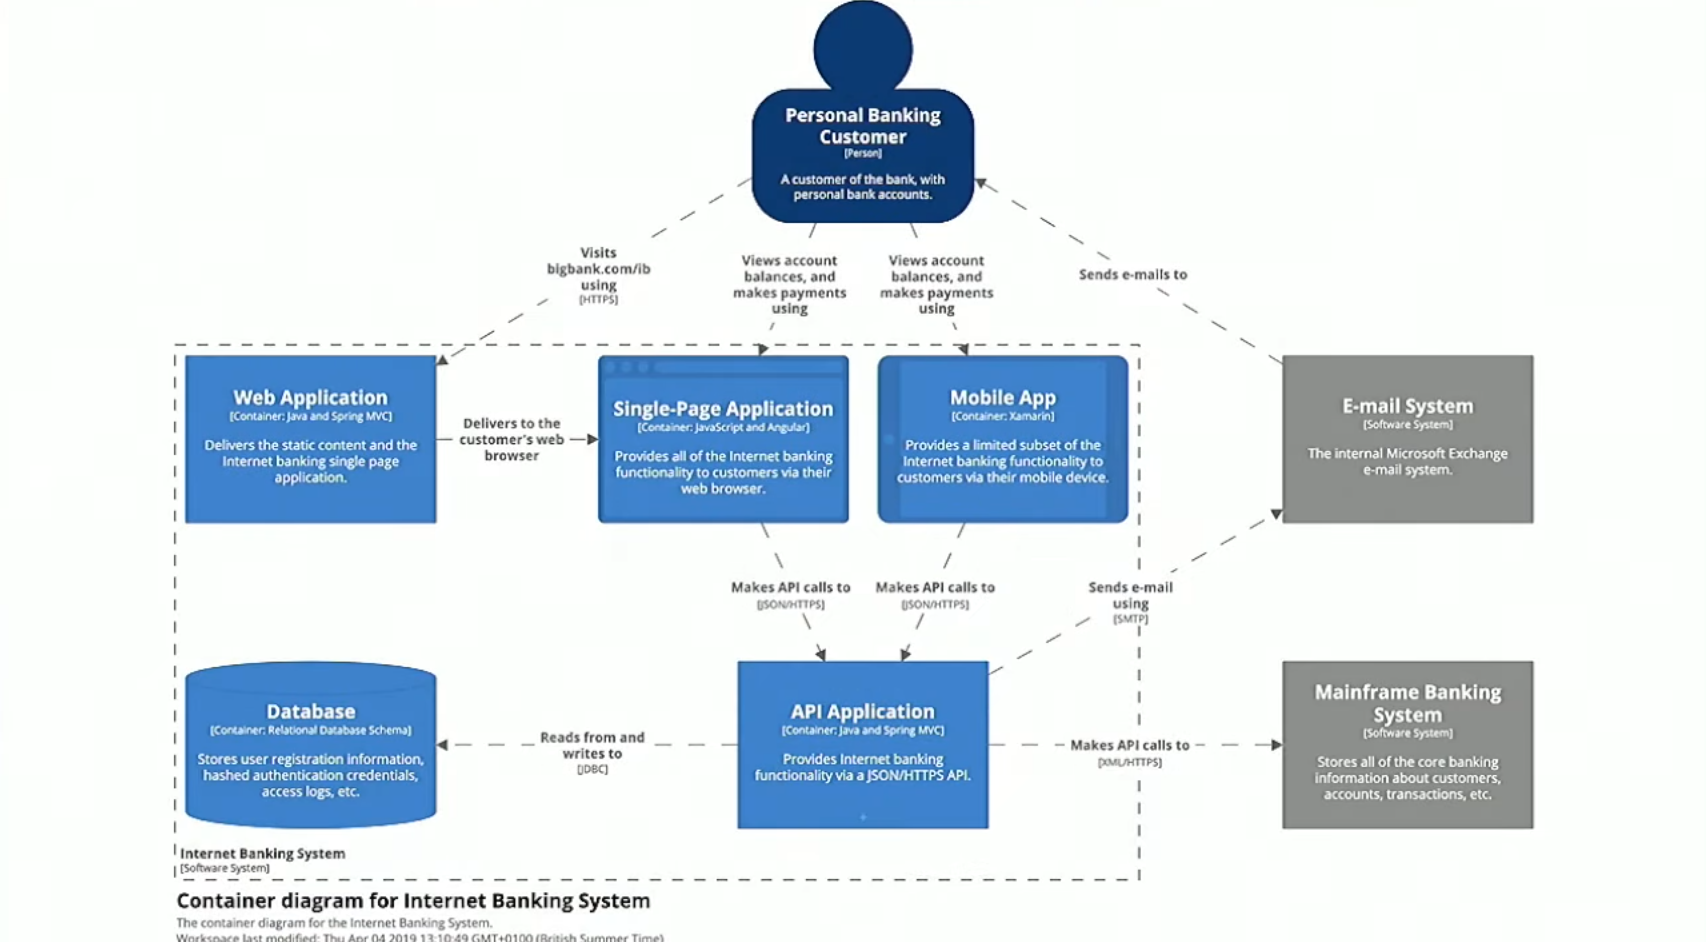 Personal Banking
Customer
[Person]
A customer of the bank, with
personal bank accounts.
Visits
bigbank.com/ib
using
[HTTPS]
Views account
balances, and
makes payments
using
Views account
balances, and
makes payments
using
Sends e-mails to
Web Application
[Container: Java and Spring MVC]
Delivers the static content and the
Internet banking single page
application.
Delivers to the
customer's web
browser
Single-Page Application
[Container: JavaScript and Angular]
Provides all of the Internet banking
functionality to customers via their
web browser.
Mobile App
[Container: Xamarin]
Provides a limited subset of the
Internet banking functionality to
customers via their mobile device.
E-mail System
[Software System]
The internal Microsoft Exchange
e-mail system.
Makes API calls to
[JSON/HTTPS]
Makes API calls to
[JSON/HTTPS]
Sends e-mail
using
[SMTP]
Database
[Container: Relational Database Schema]
Stores user registration information,
hashed authentication credentials,
access logs, etc.
Reads from and
writes to
[JDBC]
API Application
[Container: Java and Spring MVC]
Provides Internet banking
functionality via a JSON/HTTPS API.
Makes API calls to
[XML/HTTPS]
Mainframe Banking
System
[Software System]
Stores all of the core banking
information about customers,
accounts, transactions, etc.
Internet Banking System
[Software System]
Container diagram for Internet Banking System
The container diagram for the Internet Banking System.
Workspace last modified: Thu Apr 04 2019 13:10:49 GMT+0100 (British Summer Time)